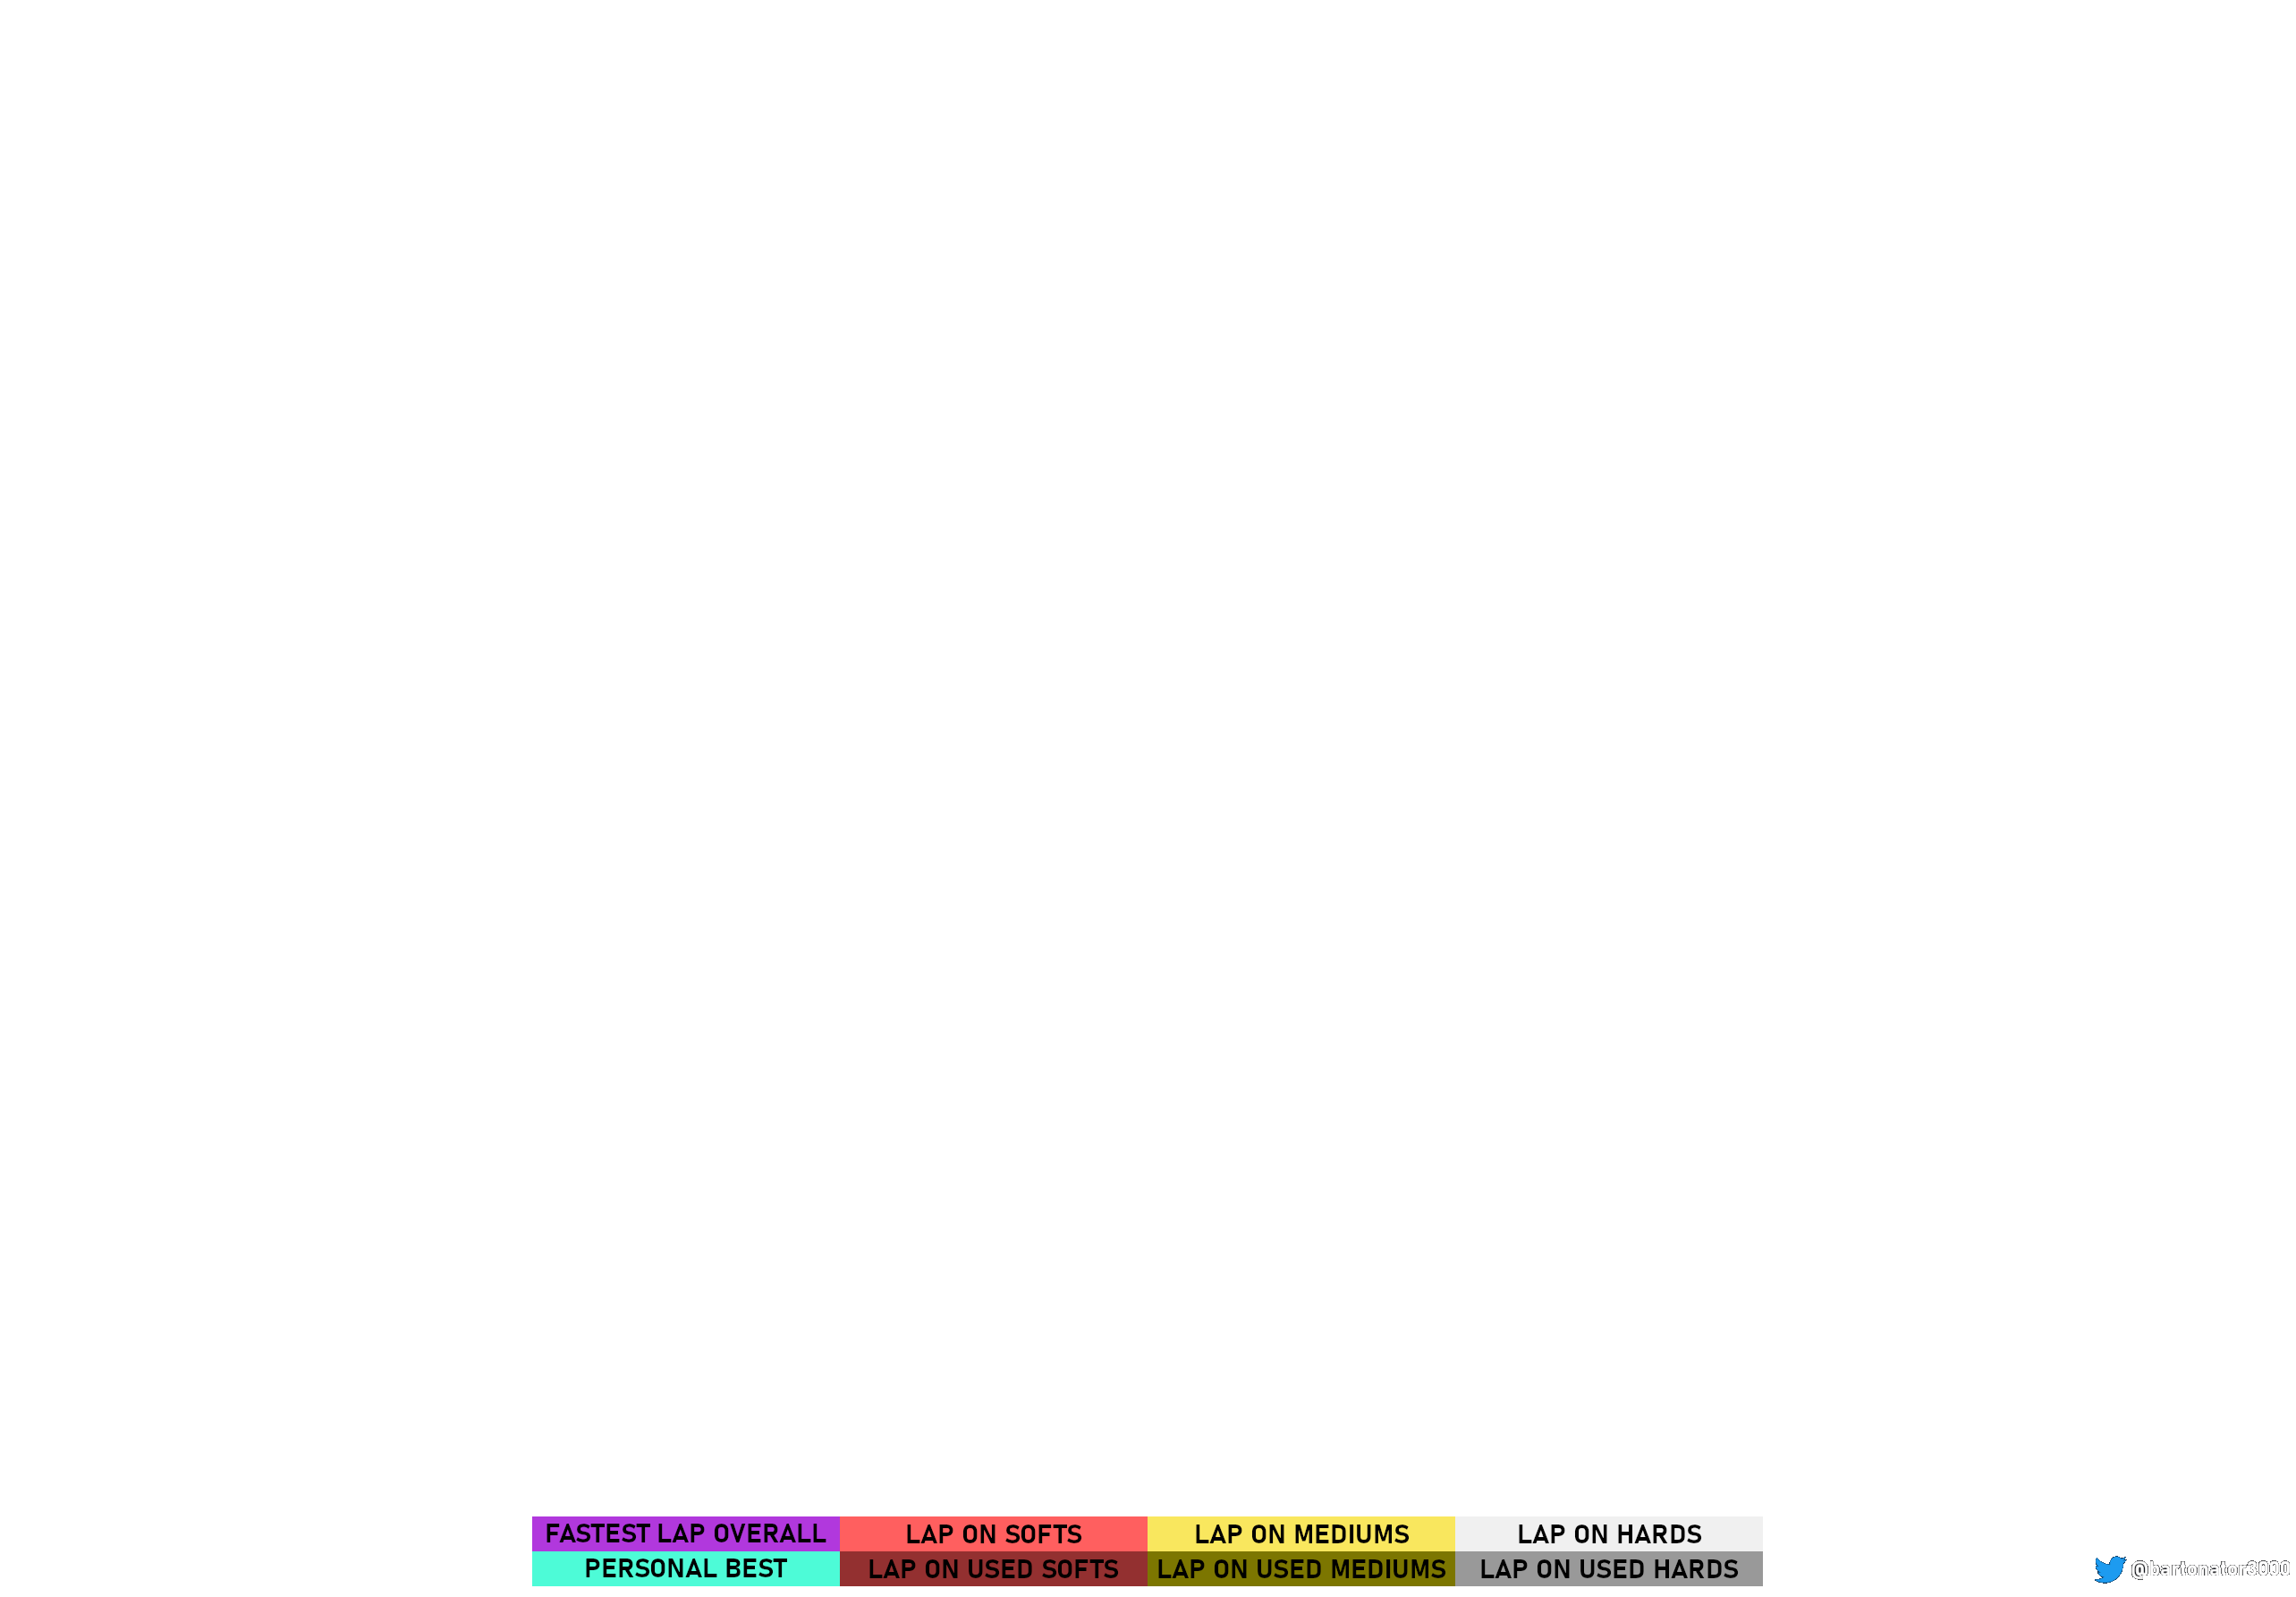 FASTEST LAP OVERALL LAP ON SOFTS LAP ON MEDIUMS LAP ON HARDS
PERSONAL BEST LAP ON USED SOFTS LAP ON USED MEDIUMS LAP ON USED HARDS
@bartonator3000